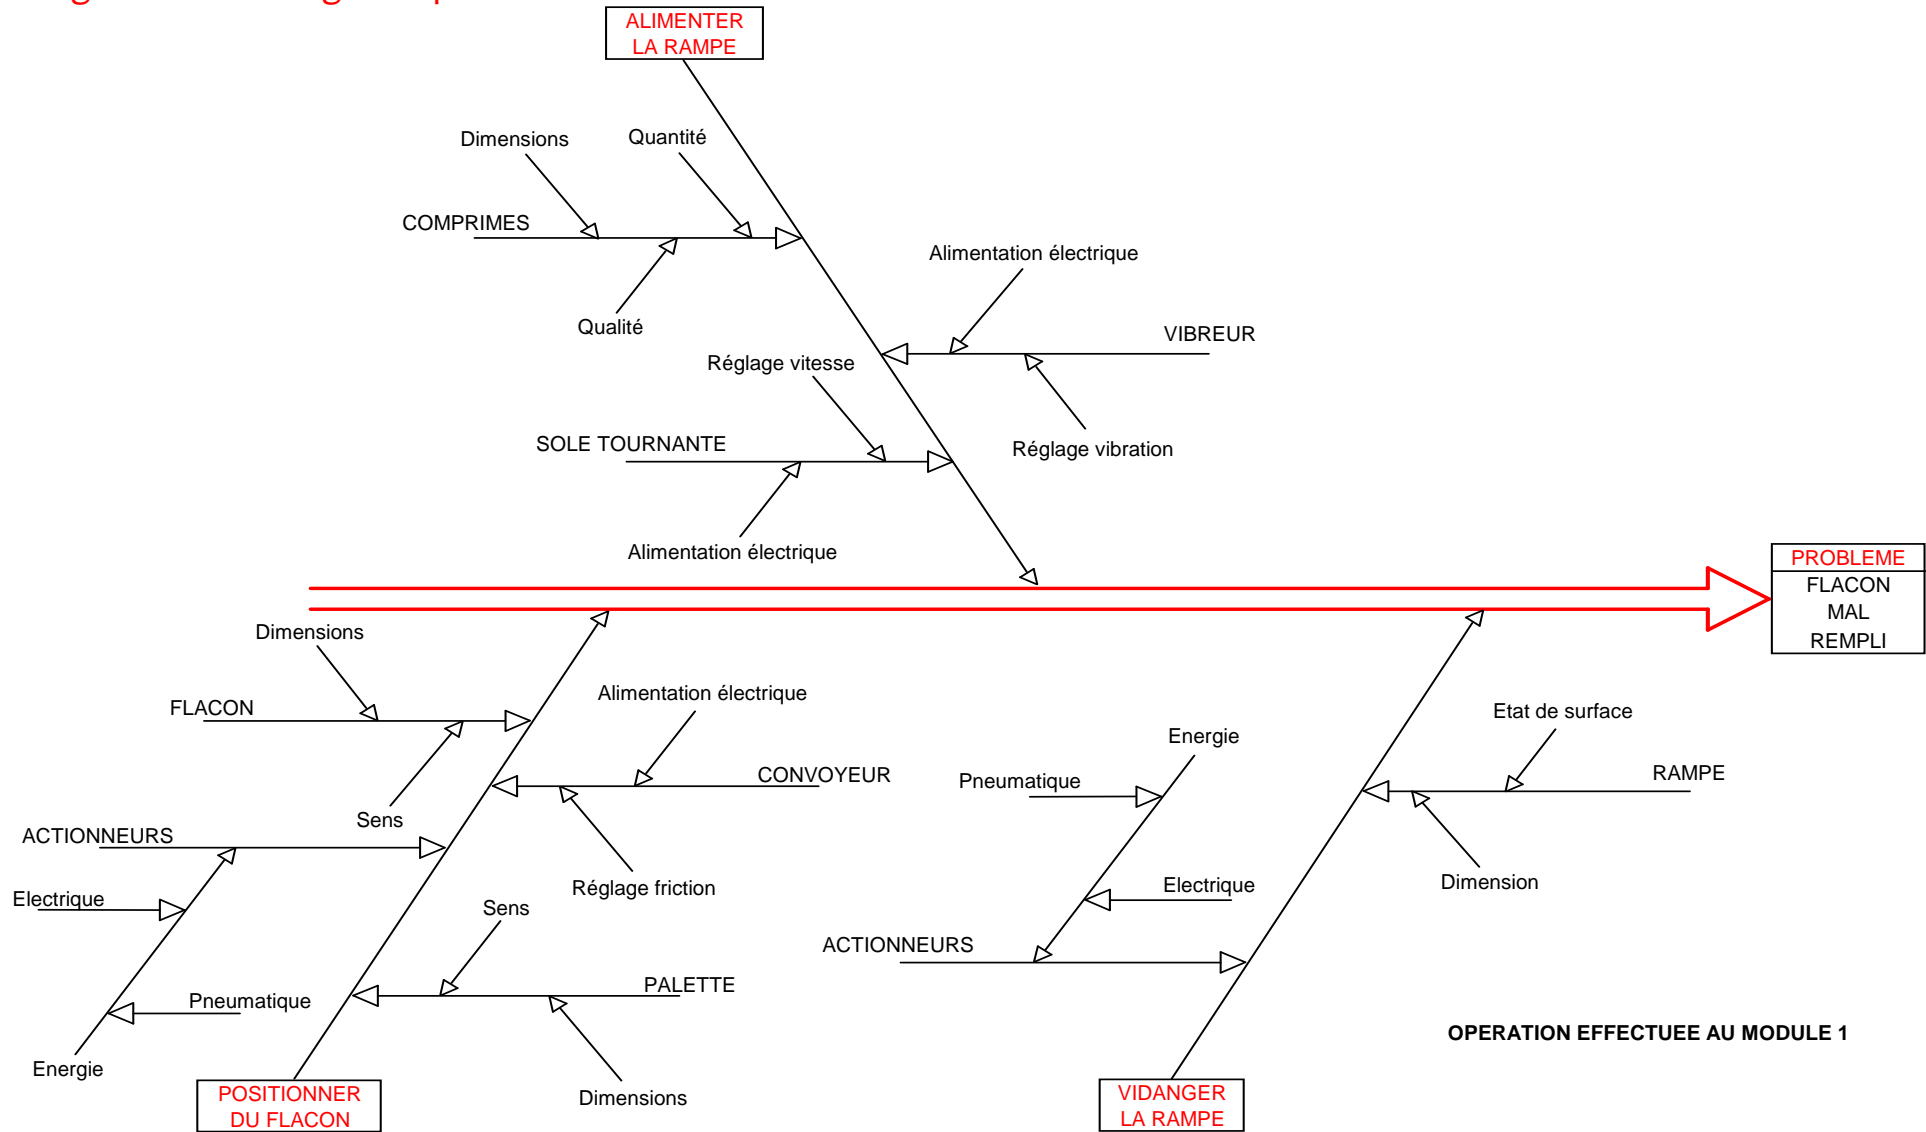 ALIMENTER
LA RAMPE
Dimensions
Quantité
COMPRIMES
Alimentation électrique
Qualité
VIBREUR
Réglage vitesse
SOLE TOURNANTE
Réglage vibration
Alimentation électrique
PROBLEME
FLACON
MAL
REMPLI
Dimensions
Alimentation électrique
FLACON
Etat de surface
Energie
CONVOYEUR
RAMPE
Pneumatique
Sens
ACTIONNEURS
Réglage friction
Electrique
Dimension
Electrique
Sens
ACTIONNEURS
PALETTE
Pneumatique
OPERATION EFFECTUEE AU MODULE 1
Energie
Dimensions
POSITIONNER
DU FLACON
VIDANGER
LA RAMPE